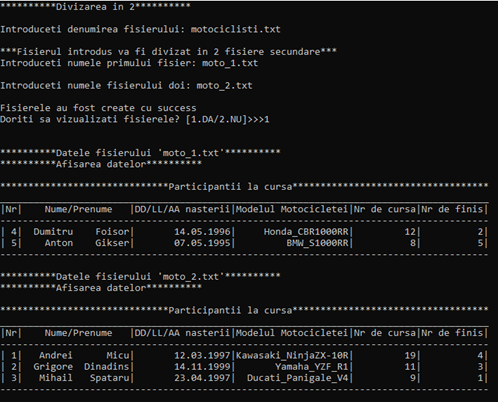 **********Divizarea in 2**********
Introduceti denumirea fisierului: motociclisti.txt
***Fisierul introdus va fi divizat in 2 fisiere secundare***
Introduceti numele primului fisier: moto_1.txt
Introduceti numele fisierului doi: moto_2.txt
Fisierele au fost create cu success
Doriti sa vizualizati fisierele? [1.DA/2.NU]>>>1
**********Datele fisierului 'moto_1.txt'**********
**********Afisarea datelor**********
******************************Participantii la cursa***********************************
|Nr| Nume/Prenume |DD/LL/AA nasterii|Modelul Motocicletei|Nr de cursa|Nr de finis|
| 4| Dumitru Foisor| 14.05.1996| Honda_CBR1000RR| 12| 2|
| 5| Anton Gikser| 07.05.1995| BMW_S1000RR| 8| 5|
**********Datele fisierului 'moto_2.txt'**********
**********Afisarea datelor**********
******************************Participantii la cursa***********************************
|Nr| Nume/Prenume |DD/LL/AA nasterii|Modelul Motocicletei|Nr de cursa|Nr de finis|
| 1| Andrei Micu| 12.03.1997|Kawasaki_NinjaZX-10R| 19| 4|
| 2| Grigore Dinadins| 14.11.1999| Yamaha_YZF_R1| 11| 3|
| 3| Mihail Spataru| 23.04.1997| Ducati_Panigale_V4| 9| 1|